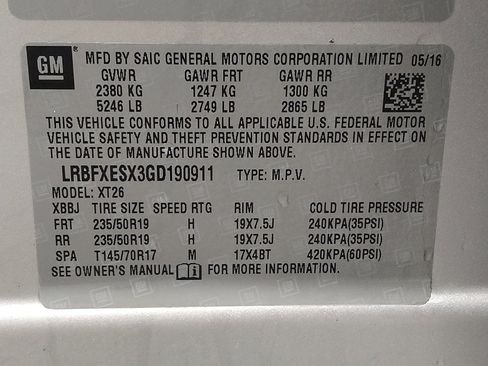 GM
MFD BY SAIC GENERAL MOTORS CORPORATION LIMITED 05/16
GVWR GAWR FRT GAWR RR
2380 KG 1247 KG 1300 KG
5246 LB 2749 LB 2865 LB
THIS VEHICLE CONFORMS TO ALL APPLICABLE U.S. FEDERAL MOTOR
VEHICLE SAFETY AND THEFT PREVENTION STANDARDS IN EFFECT ON
THE DATE OF MANUFACTURE SHOWN ABOVE.
LRBFXESX3GD190911 TYPE: M.P.V.
MODEL: XT26
XBBJ TIRE SIZE SPEED RTG RIM COLD TIRE PRESSURE
FRT 235/50R19 H 19X7.5J 240KPA(35PSI)
RR 235/50R19 H 19X7.5J 240KPA(35PSI)
SPA T145/70R17 M 17X4BT 420KPA(60PSI)
SEE OWNER'S MANUAL FOR MORE INFORMATION.